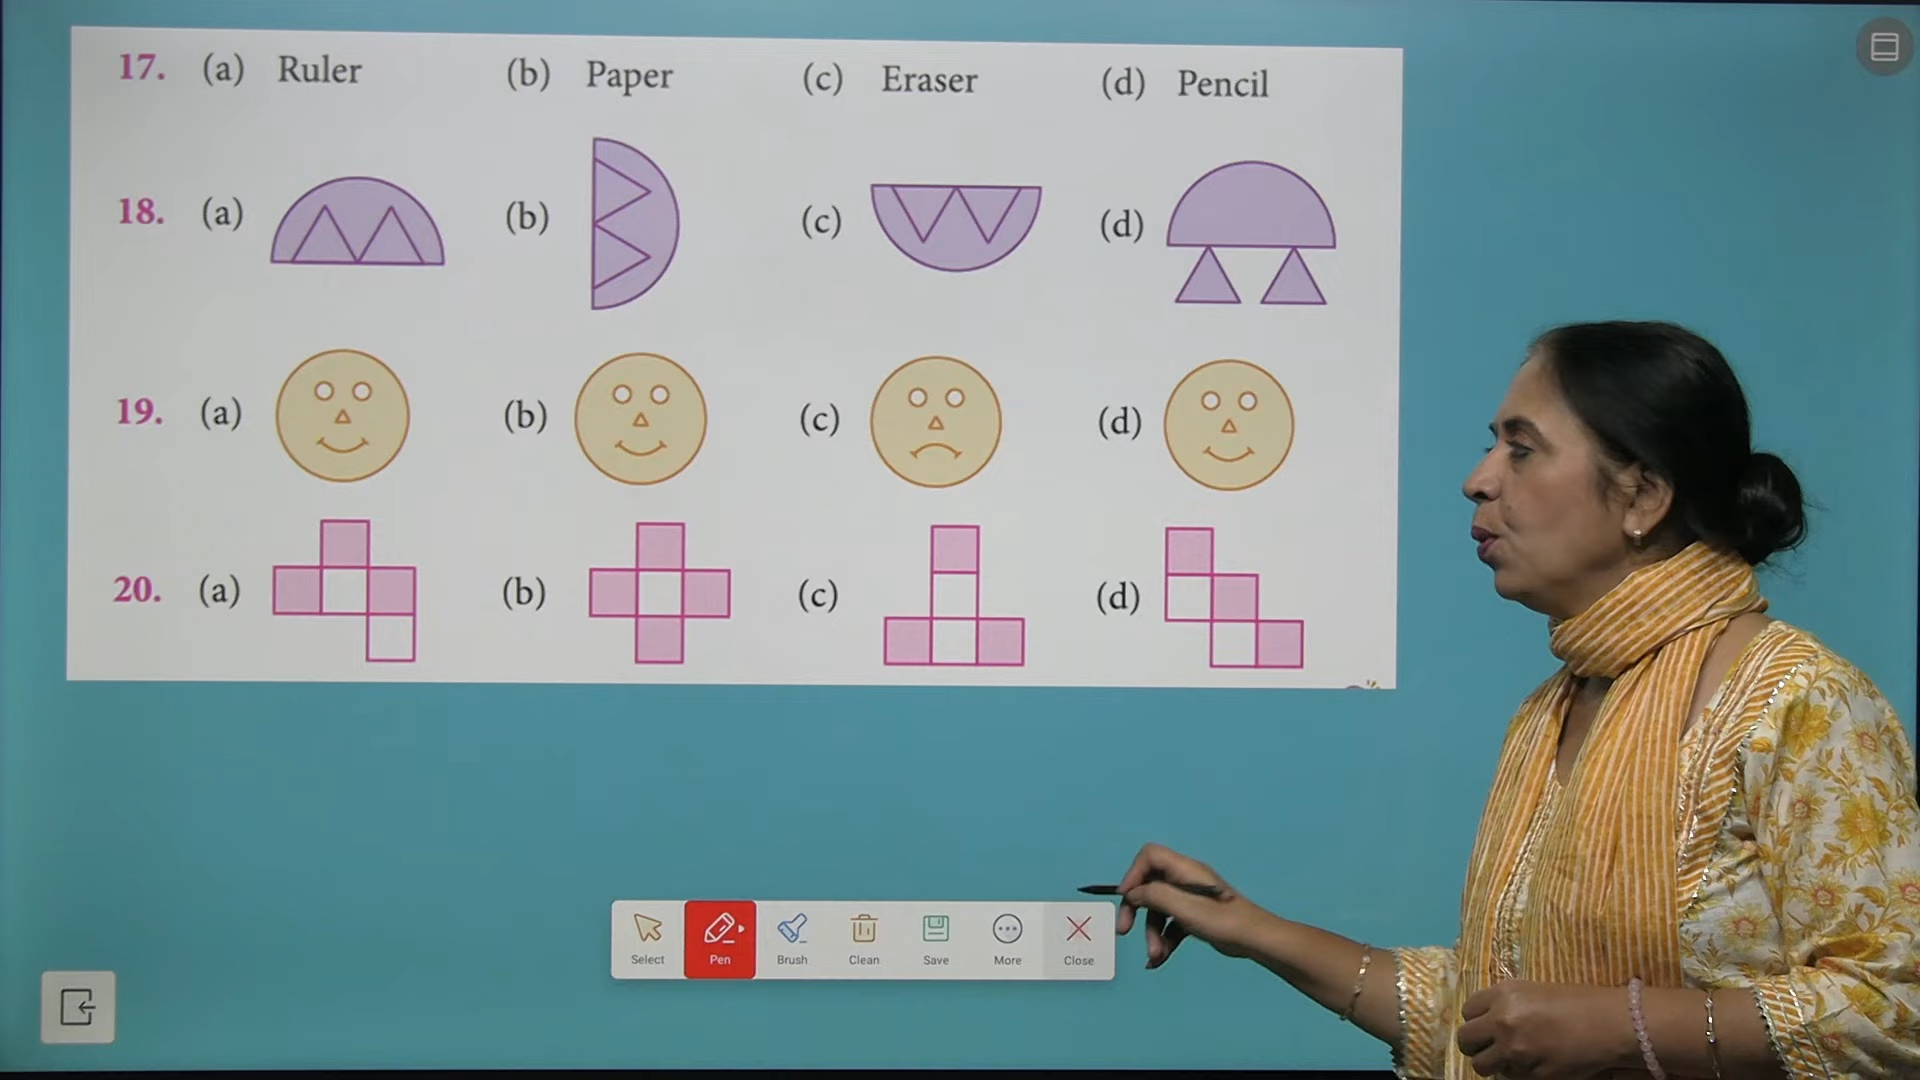 17. (a) Ruler (b) Paper (c) Eraser (d) Pencil
18. (a) (b) (c) (d)
19. (a) (b) (c) (d)
20. (a) (b) (c) (d)
Select Pen Brush Clean Save More Close